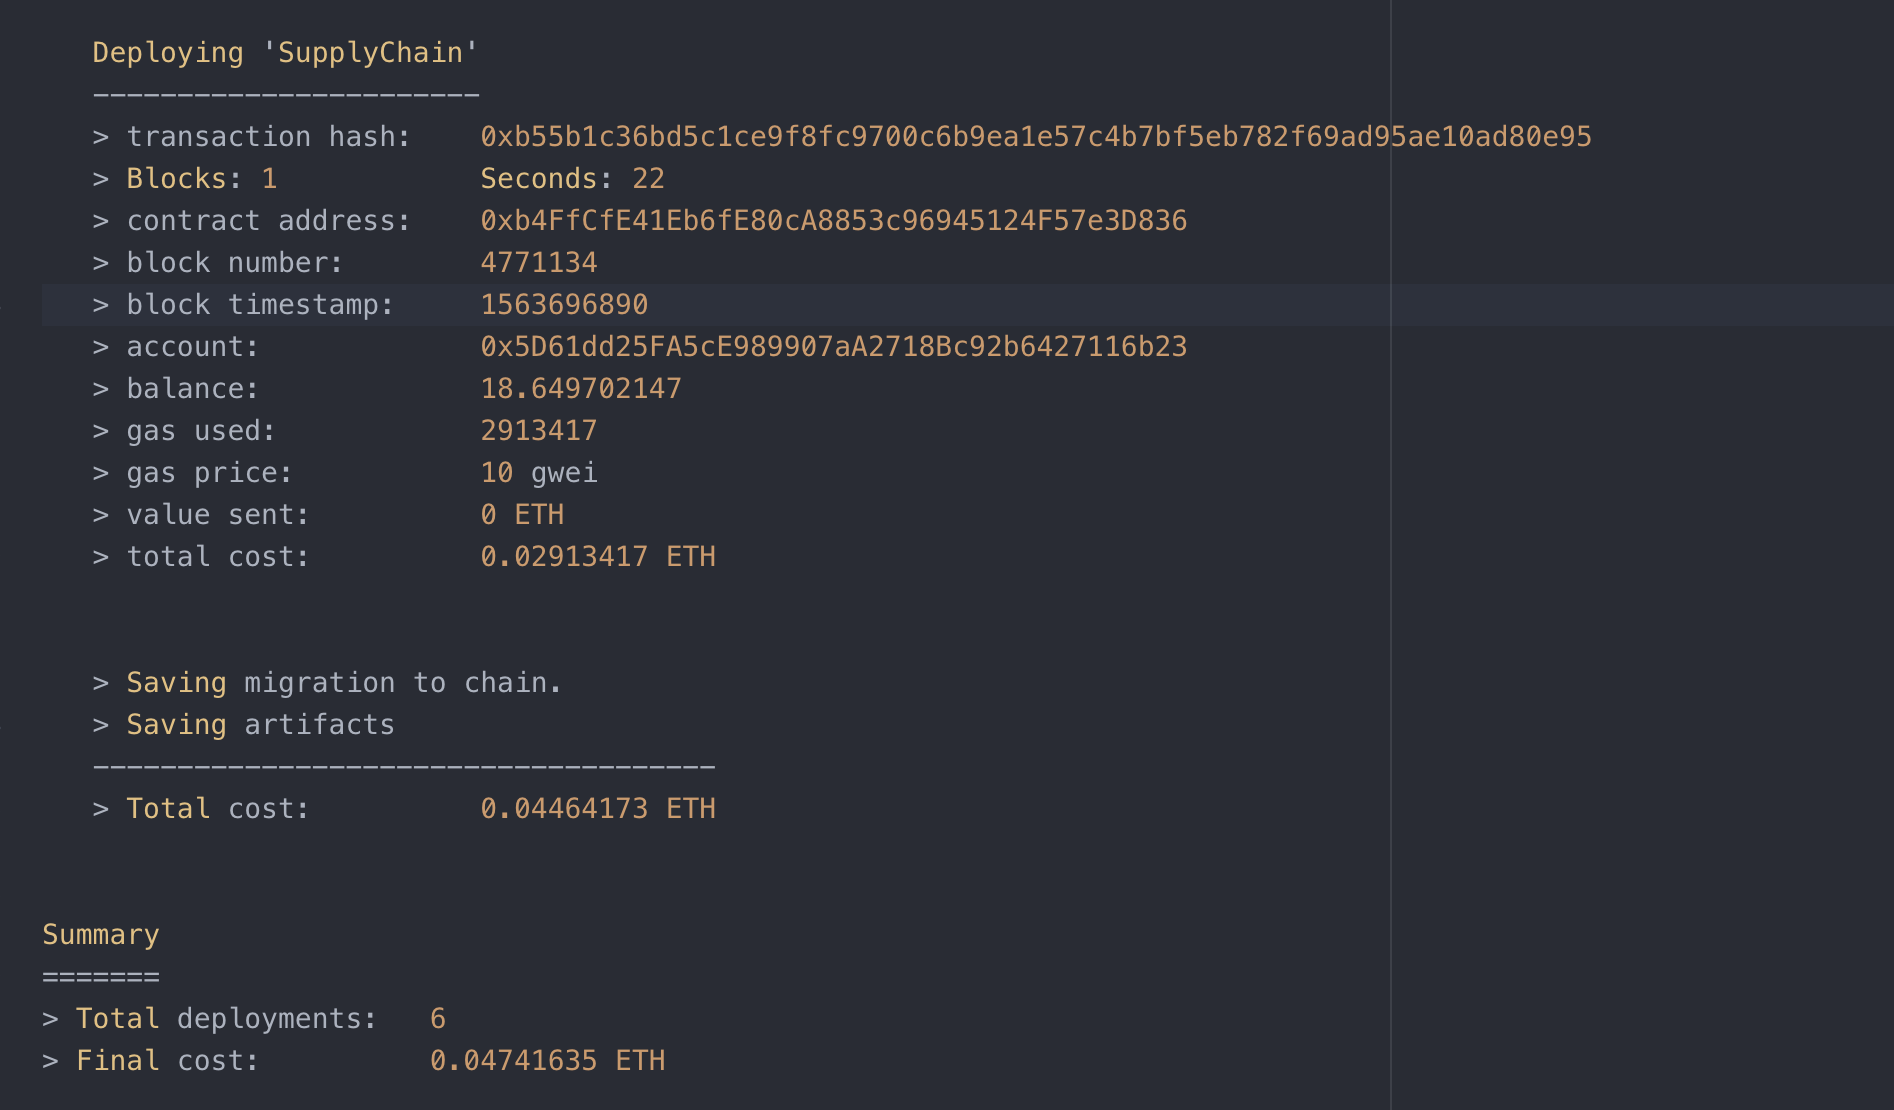 Deploying 'SupplyChain'
-----------------------
> transaction hash:    0xb55b1c36bd5c1ce9f8fc9700c6b9ea1e57c4b7bf5eb782f69ad95ae10ad80e95
> Blocks: 1            Seconds: 22
> contract address:    0xb4FfCfE41Eb6fE80cA8853c96945124F57e3D836
> block number:        4771134
> block timestamp:     1563696890
> account:             0x5D61dd25FA5cE989907aA2718Bc92b6427116b23
> balance:             18.649702147
> gas used:            2913417
> gas price:           10 gwei
> value sent:          0 ETH
> total cost:          0.02913417 ETH
> Saving migration to chain.
> Saving artifacts
-------------------------------------
> Total cost:          0.04464173 ETH
Summary
=======
> Total deployments:   6
> Final cost:          0.04741635 ETH